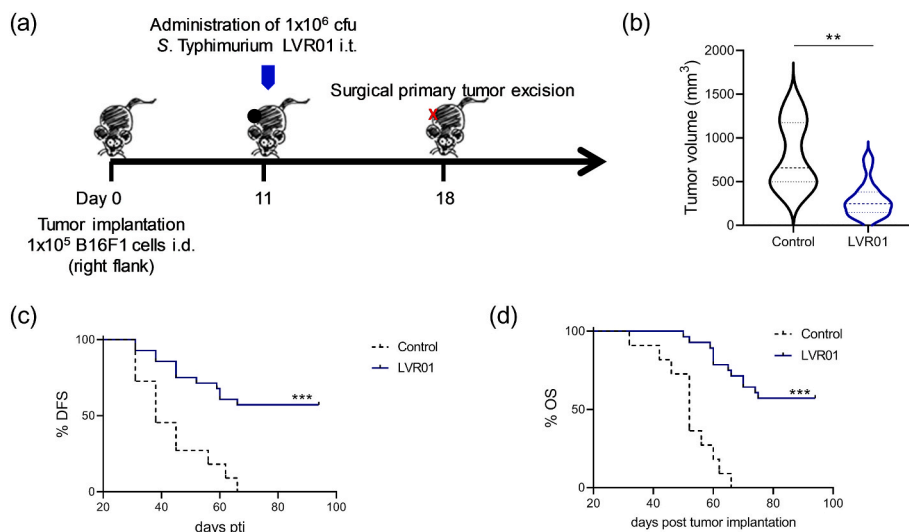 (a)
Administration of 1x10⁶ cfu
S. Typhimurium LVR01 i.t.
Surgical primary tumor excision
x
Day 0
11
18
Tumor implantation
1x10⁵ B16F1 cells i.d.
(right flank)
(b)
**
Tumor volume (mm³)
2000
1500
1000
500
0
Control
LVR01
(c)
% DFS
100
50
0
20
40
60
80
100
days pti
Control
LVR01
***
(d)
% OS
100
50
0
20
40
60
80
100
days post tumor implantation
Control
LVR01
***